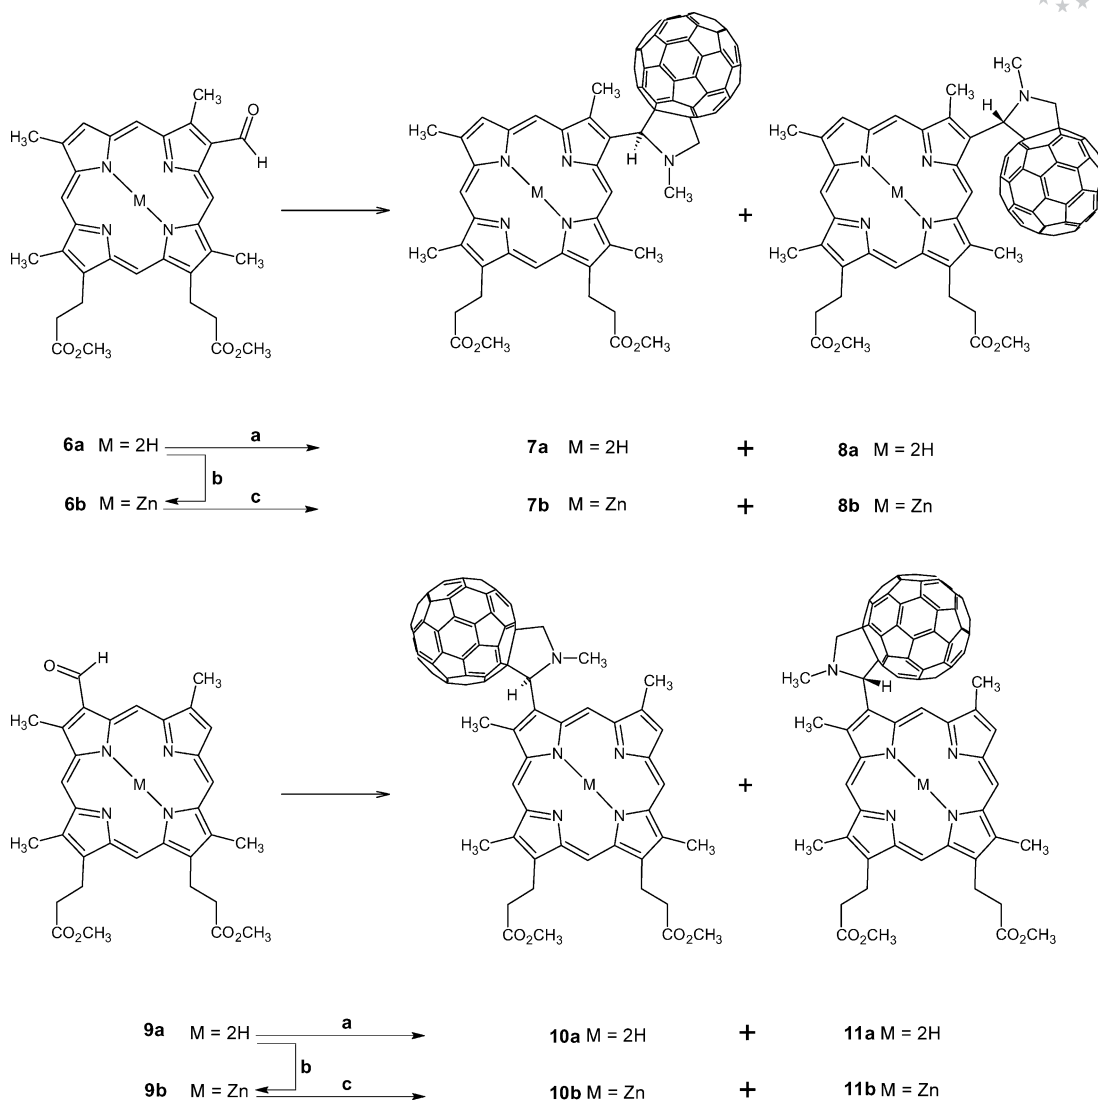 CH3
O
H3C
H
N
N
M
N
N
H3C
CH3
CO2CH3
CO2CH3
CH3
H3C
H
N
N
N
CH3
M
N
N
H3C
CH3
CO2CH3
CO2CH3
+
H3C
N
CH3
H
H3C
N
N
M
N
N
H3C
CH3
CO2CH3
CO2CH3
6a M = 2H a 7a M = 2H + 8a M = 2H
b
6b M = Zn c 7b M = Zn + 8b M = Zn
O
H
CH3
H3C
N
N
M
N
N
H3C
CH3
CO2CH3
CO2CH3
N
CH3
H
CH3
H3C
N
N
M
N
N
H3C
CH3
CO2CH3
CO2CH3
+
N
H3C
H
CH3
H3C
N
N
M
N
N
H3C
CH3
CO2CH3
CO2CH3
9a M = 2H a 10a M = 2H + 11a M = 2H
b
9b M = Zn c 10b M = Zn + 11b M = Zn